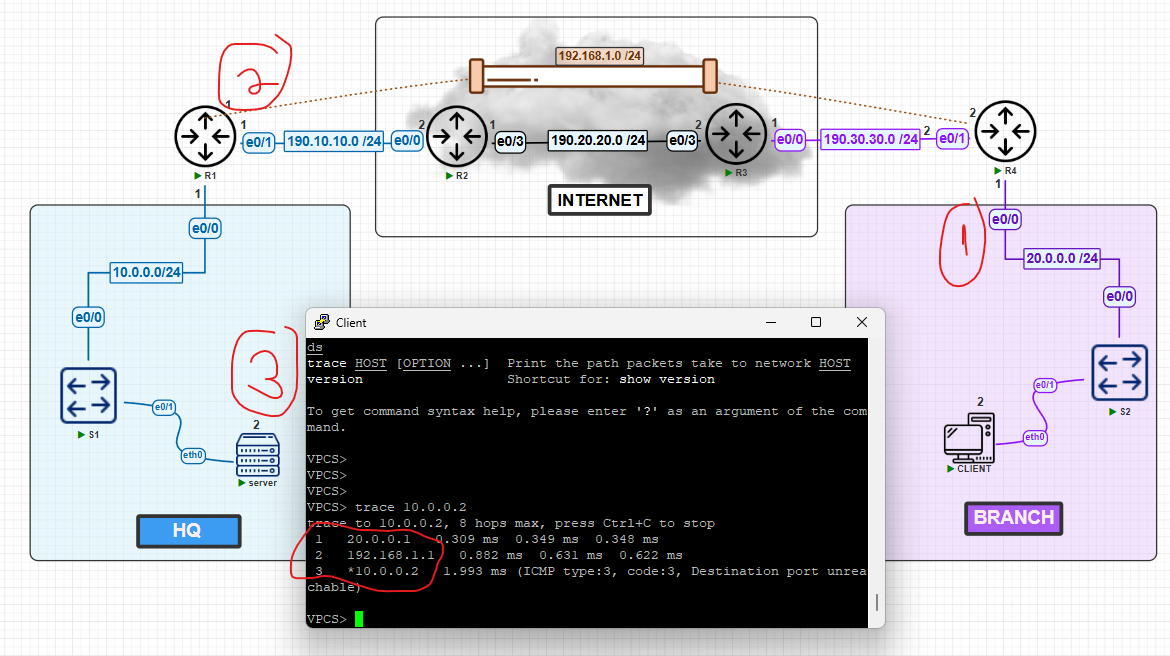 2
192.168.1.0 /24
1
1
e0/1
190.10.10.0 /24
2
e0/0
1
e0/3
190.20.20.0 /24
2
e0/3
1
e0/0
190.30.30.0 /24
2
e0/1
2
R1
R2
R3
R4
INTERNET
1
e0/0
10.0.0.0/24
e0/0
S1
e0/1
eth0
3
2
server
HQ
1
e0/0
1
20.0.0.0 /24
e0/0
S2
e0/1
eth0
2
CLIENT
BRANCH
Client
ds
trace HOST [OPTION ...]  Print the path packets take to network HOST
version                  Shortcut for: show version
To get command syntax help, please enter '?' as an argument of the com
mand.
VPCS>
VPCS>
VPCS>
VPCS> trace 10.0.0.2
trace to 10.0.0.2, 8 hops max, press Ctrl+C to stop
1   20.0.0.1   0.309 ms  0.349 ms  0.348 ms
2   192.168.1.1   0.882 ms  0.631 ms  0.622 ms
3   *10.0.0.2   1.993 ms (ICMP type:3, code:3, Destination port unrea
chable)
VPCS>